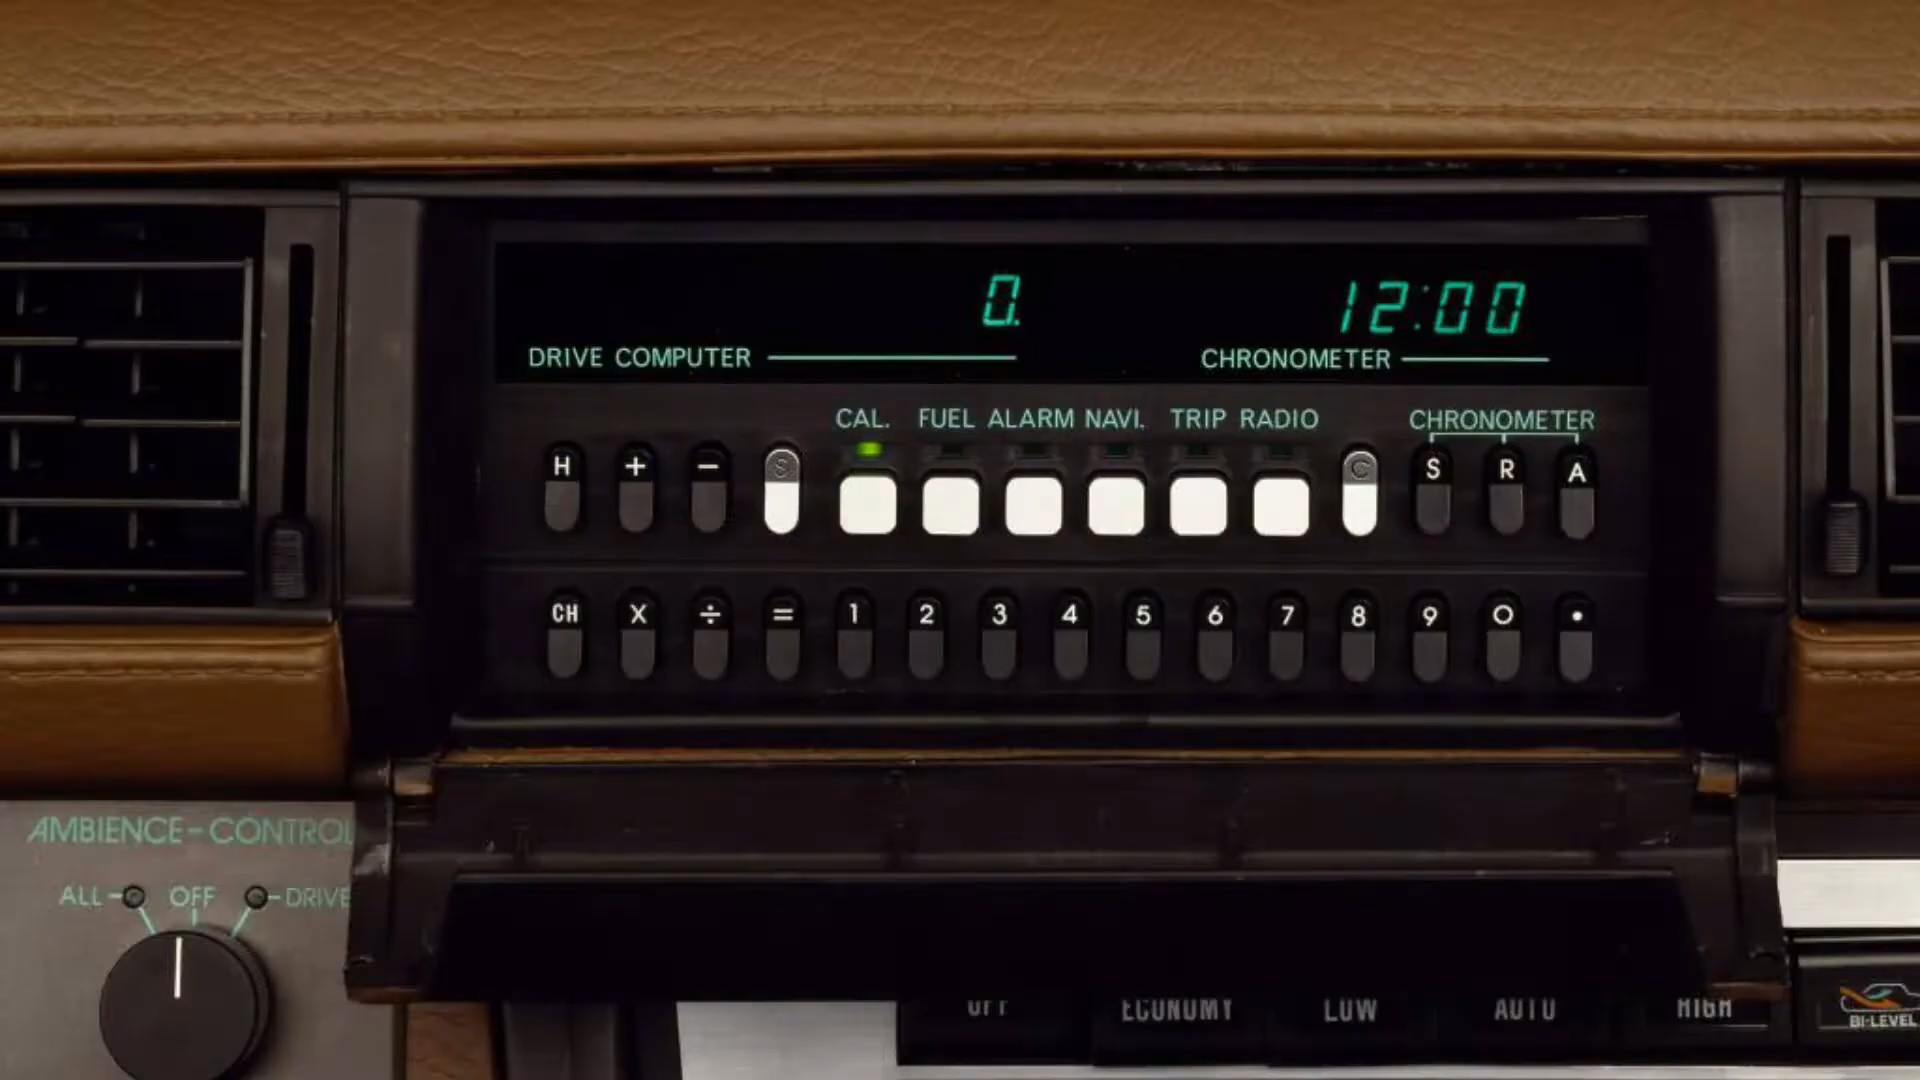 0.
12:00
DRIVE COMPUTER
CHRONOMETER
CAL. FUEL ALARM NAVI. TRIP RADIO
CHRONOMETER
H + − S C S R A
CH X ÷ = 1 2 3 4 5 6 7 8 9 0 •
AMBIENCE-CONTROL
ALL OFF DRIVE
OFF ECONOMY LOW AUTO HIGH
BI-LEVEL